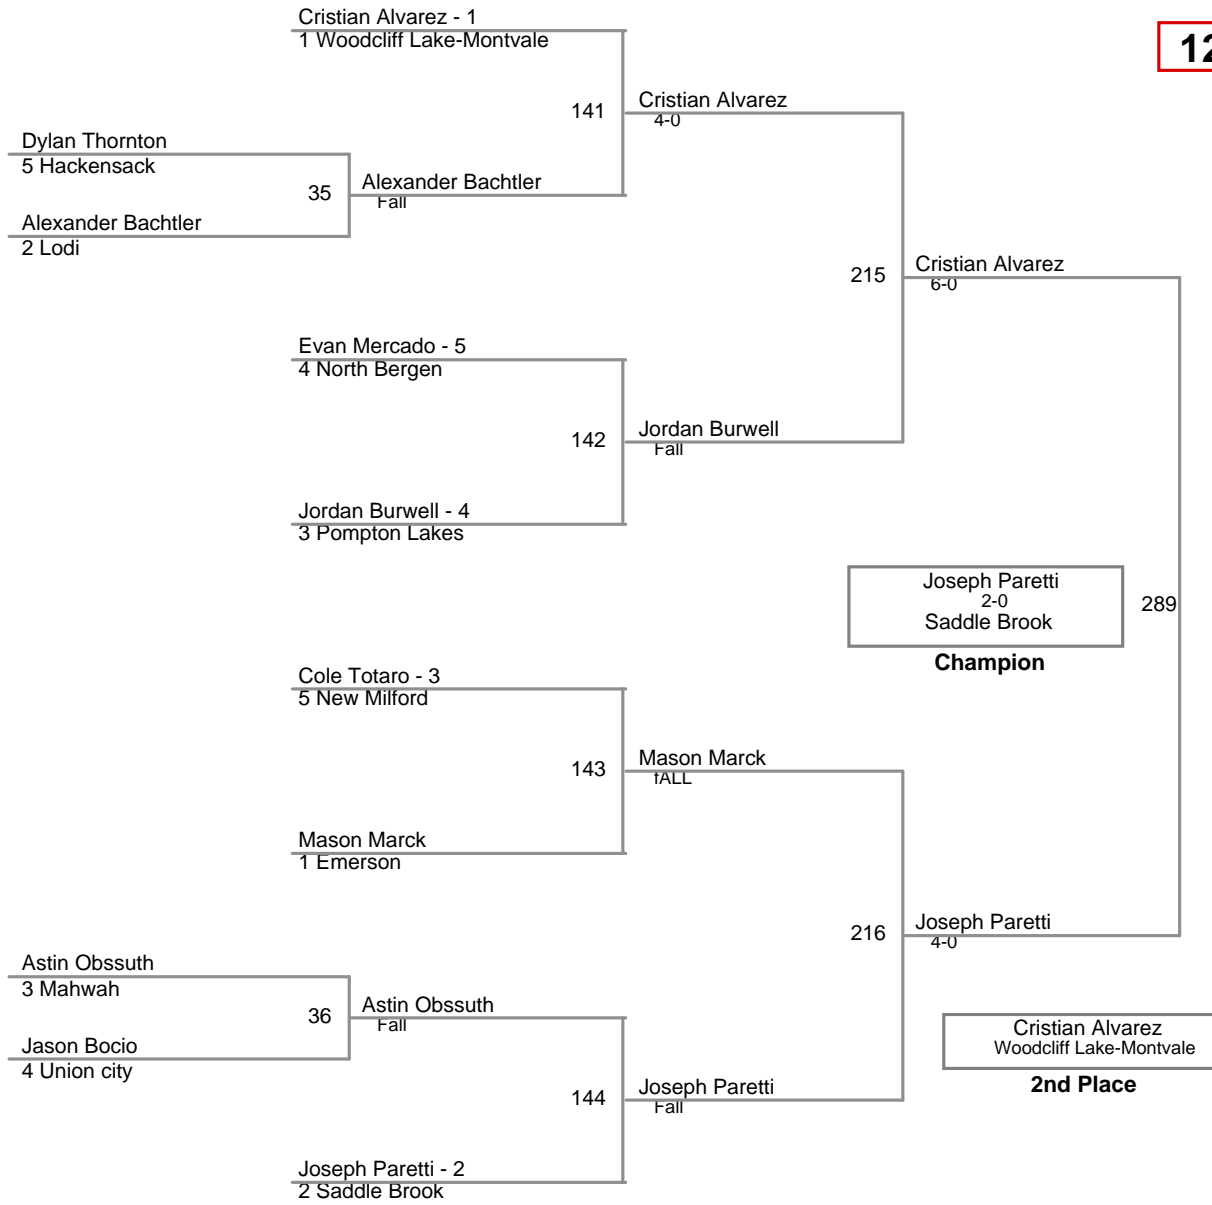 Cristian Alvarez - 1
1 Woodcliff Lake-Montvale
12
141
Cristian Alvarez
4-0
Dylan Thornton
5 Hackensack
35
Alexander Bachtler
Fall
Alexander Bachtler
2 Lodi
215
Cristian Alvarez
6-0
Evan Mercado - 5
4 North Bergen
142
Jordan Burwell
Fall
Jordan Burwell - 4
3 Pompton Lakes
Joseph Paretti
2-0
Saddle Brook
289
Champion
Cole Totaro - 3
5 New Milford
143
Mason Marck
fALL
Mason Marck
1 Emerson
216
Joseph Paretti
4-0
Astin Obssuth
3 Mahwah
36
Astin Obssuth
Fall
Jason Bocio
4 Union city
Cristian Alvarez
Woodcliff Lake-Montvale
2nd Place
144
Joseph Paretti
Fall
Joseph Paretti - 2
2 Saddle Brook